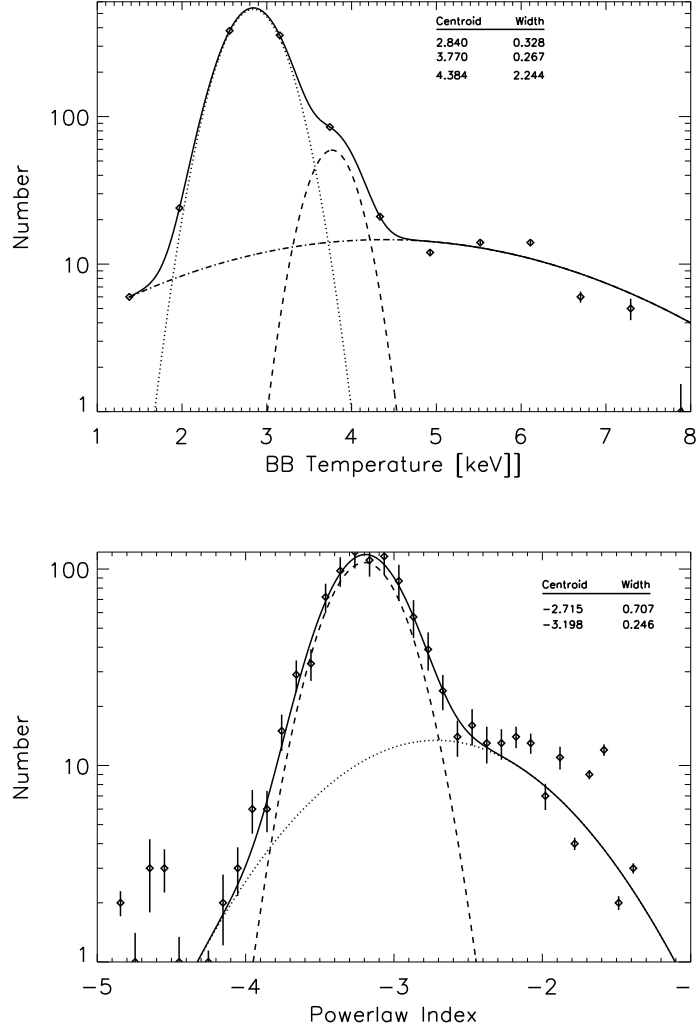 Centroid Width
2.840 0.328
3.770 0.267
4.384 2.244
100
10
1
Number
1 2 3 4 5 6 7 8
BB Temperature [keV]]
Centroid Width
−2.715 0.707
−3.198 0.246
100
10
1
Number
−5 −4 −3 −2 −
Powerlaw Index